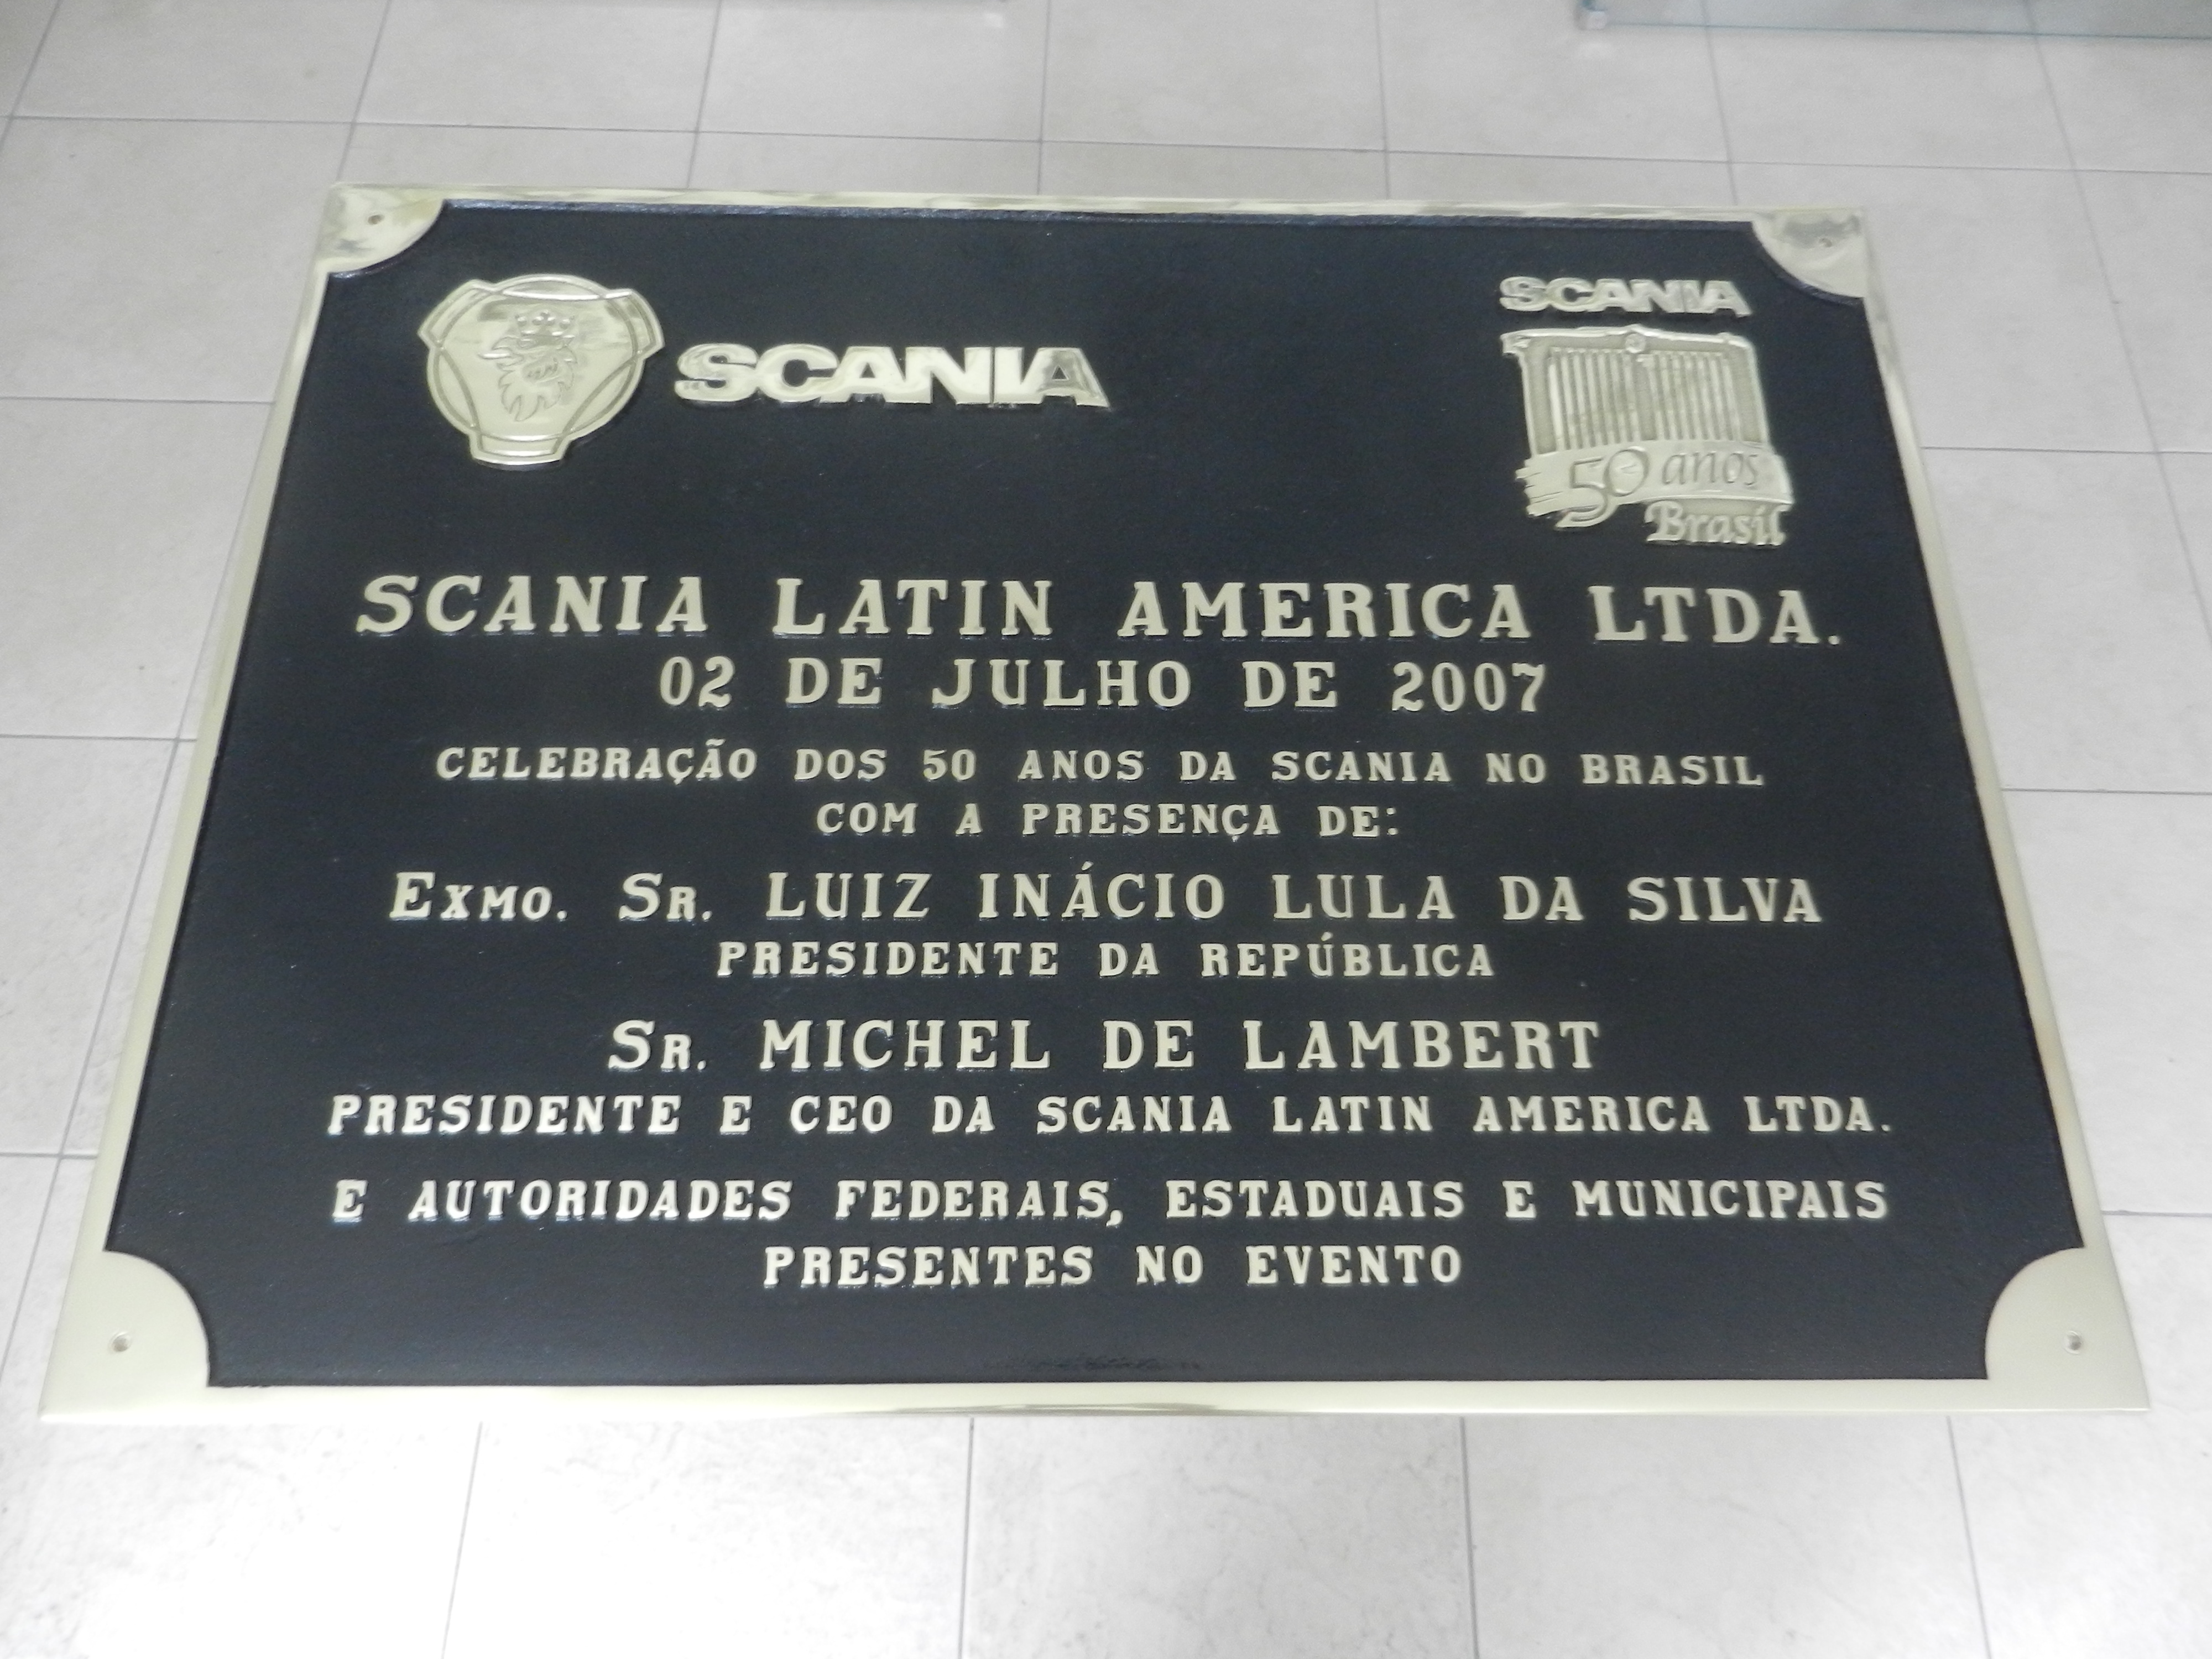 SCANIA
SCANIA
50 anos
Brasil
SCANIA LATIN AMERICA LTDA.
02 DE JULHO DE 2007
CELEBRAÇÃO DOS 50 ANOS DA SCANIA NO BRASIL
COM A PRESENÇA DE:
EXMO. SR. LUIZ INÁCIO LULA DA SILVA
PRESIDENTE DA REPÚBLICA
SR. MICHEL DE LAMBERT
PRESIDENTE E CEO DA SCANIA LATIN AMERICA LTDA.
E AUTORIDADES FEDERAIS, ESTADUAIS E MUNICIPAIS
PRESENTES NO EVENTO